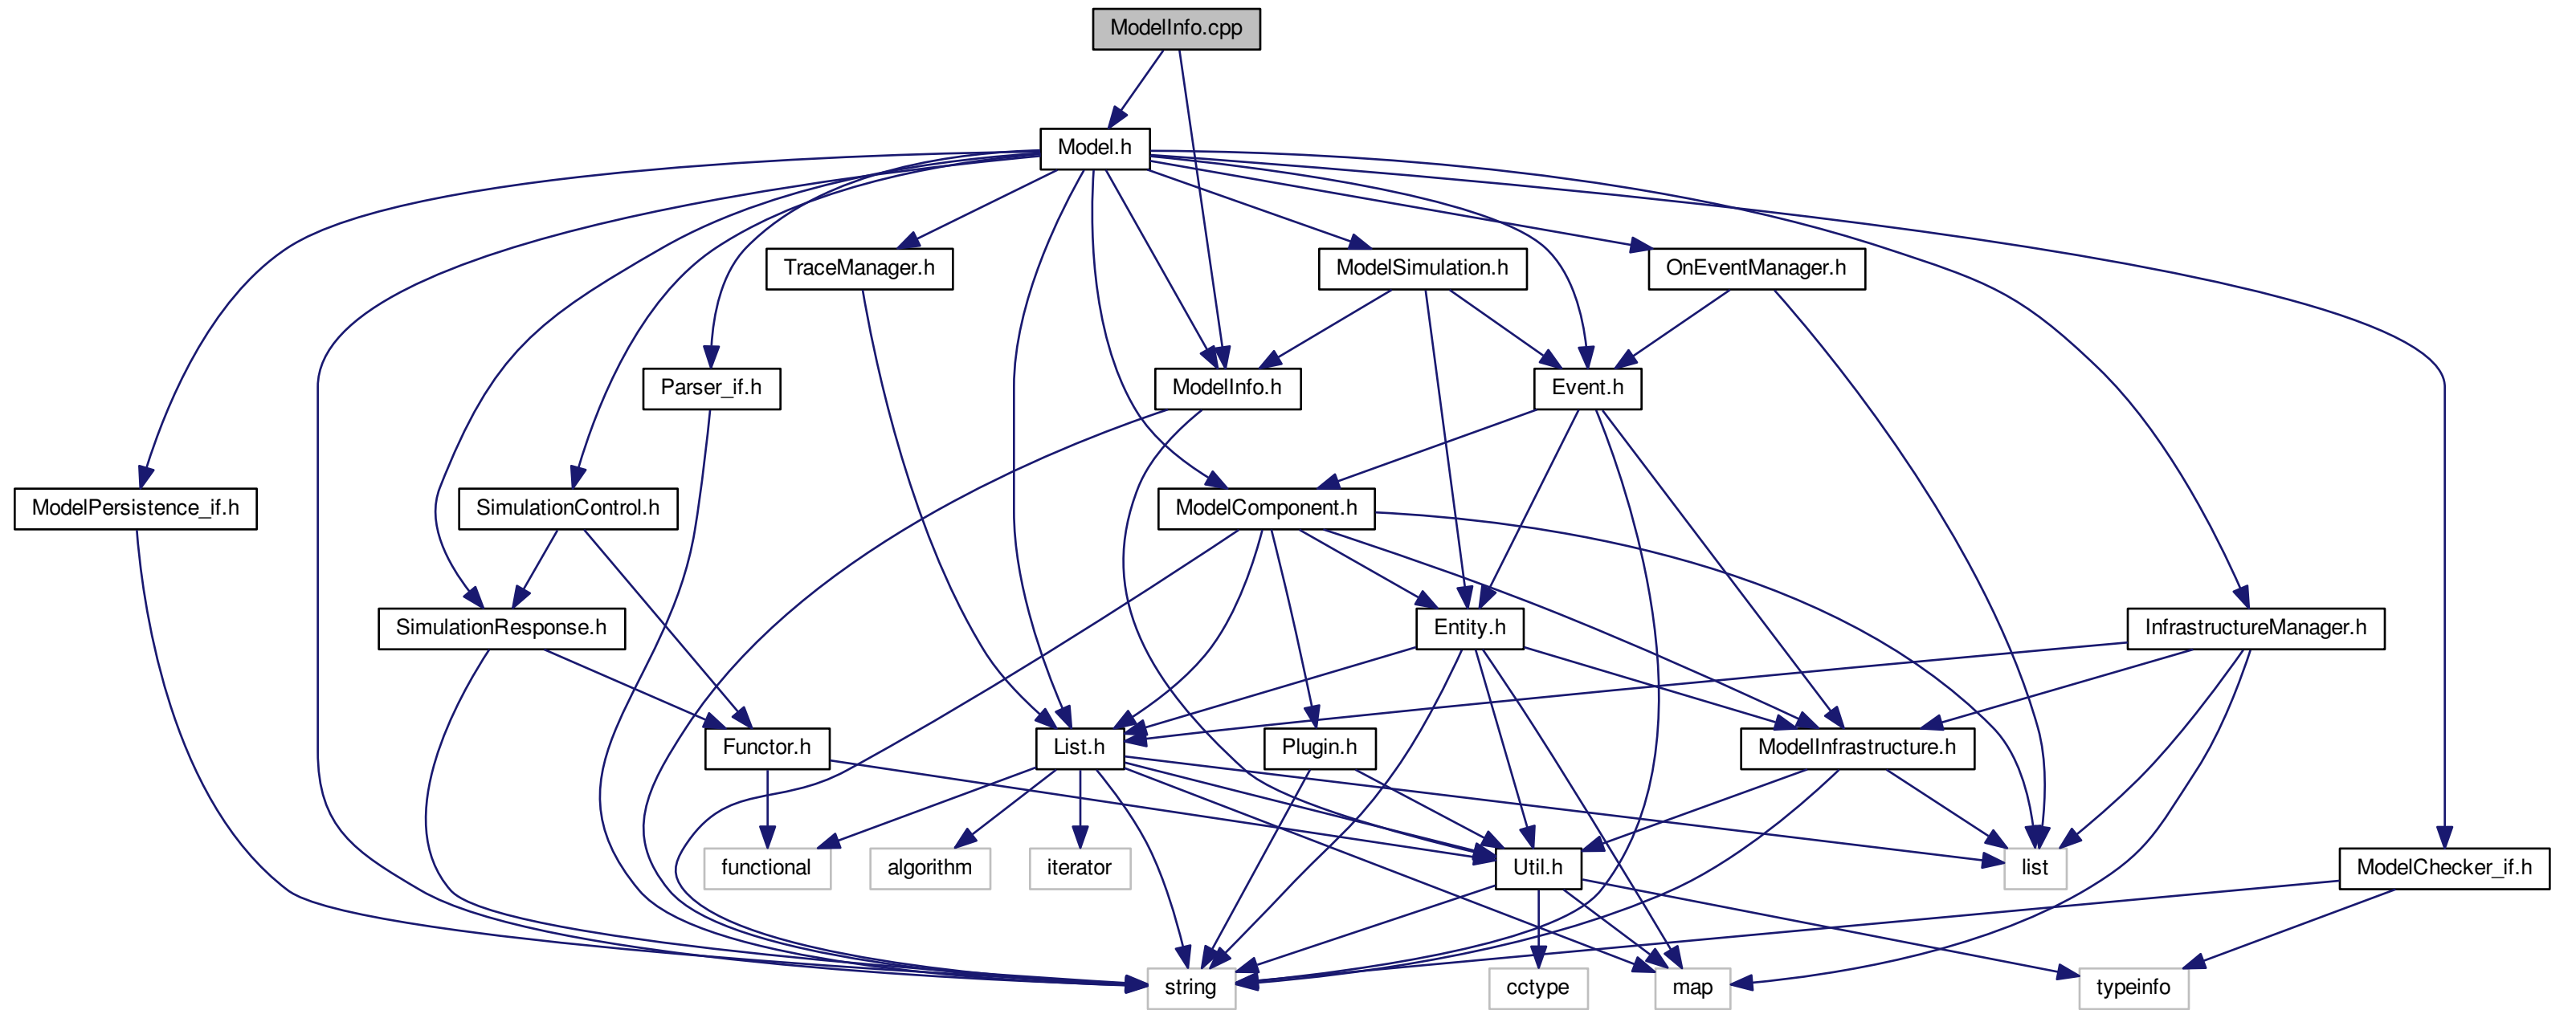 ModelInfo.cpp
Model.h
TraceManager.h
ModelSimulation.h
OnEventManager.h
Parser_if.h
ModelInfo.h
Event.h
ModelPersistence_if.h
SimulationControl.h
ModelComponent.h
SimulationResponse.h
Entity.h
InfrastructureManager.h
Functor.h
List.h
Plugin.h
ModelInfrastructure.h
functional
algorithm
iterator
Util.h
list
ModelChecker_if.h
string
cctype
map
typeinfo